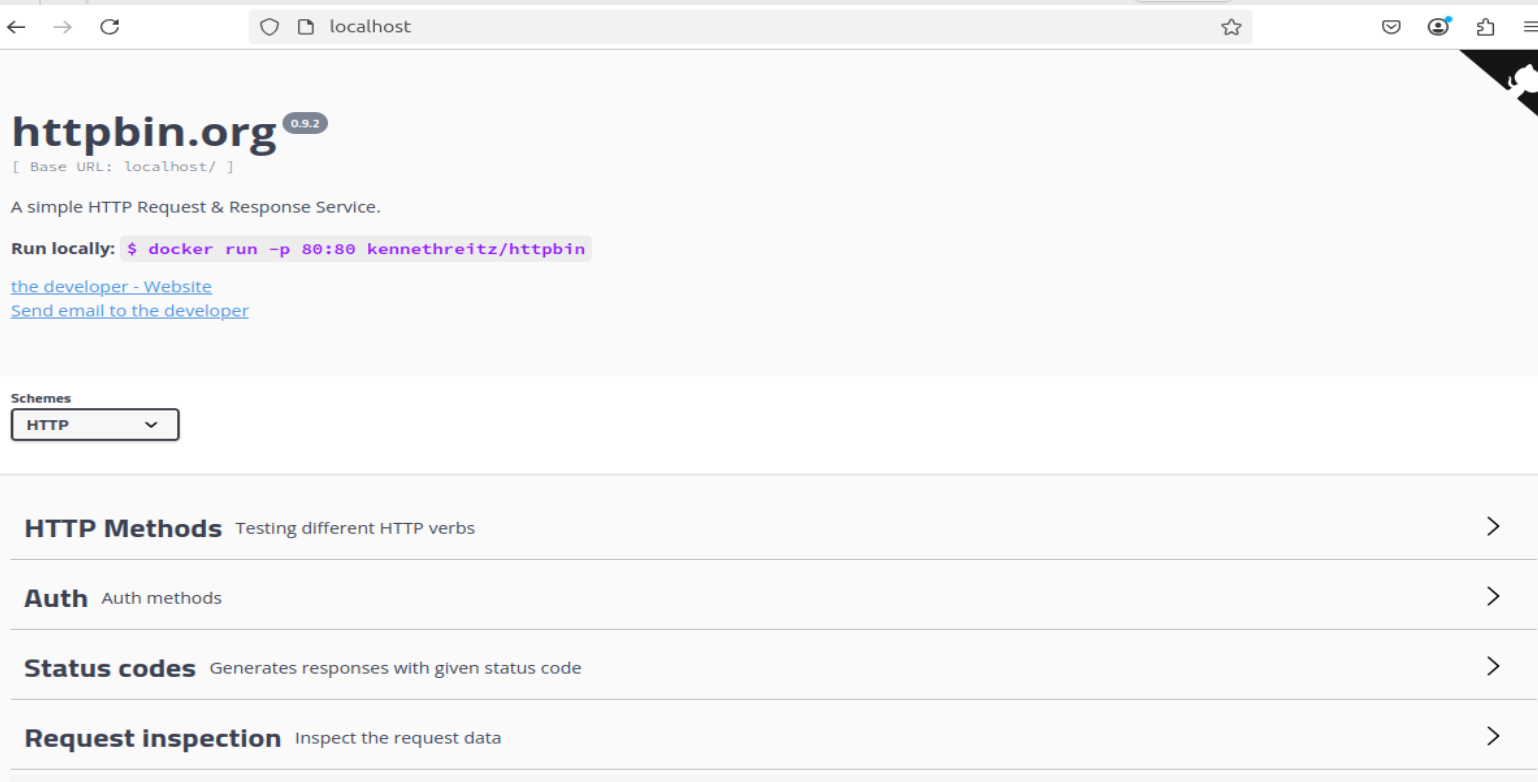 localhost
httpbin.org 0.9.2
[ Base URL: localhost/ ]
A simple HTTP Request & Response Service.
Run locally: $ docker run -p 80:80 kennethreitz/httpbin
the developer - Website
Send email to the developer
Schemes
HTTP
HTTP Methods Testing different HTTP verbs
Auth Auth methods
Status codes Generates responses with given status code
Request inspection Inspect the request data